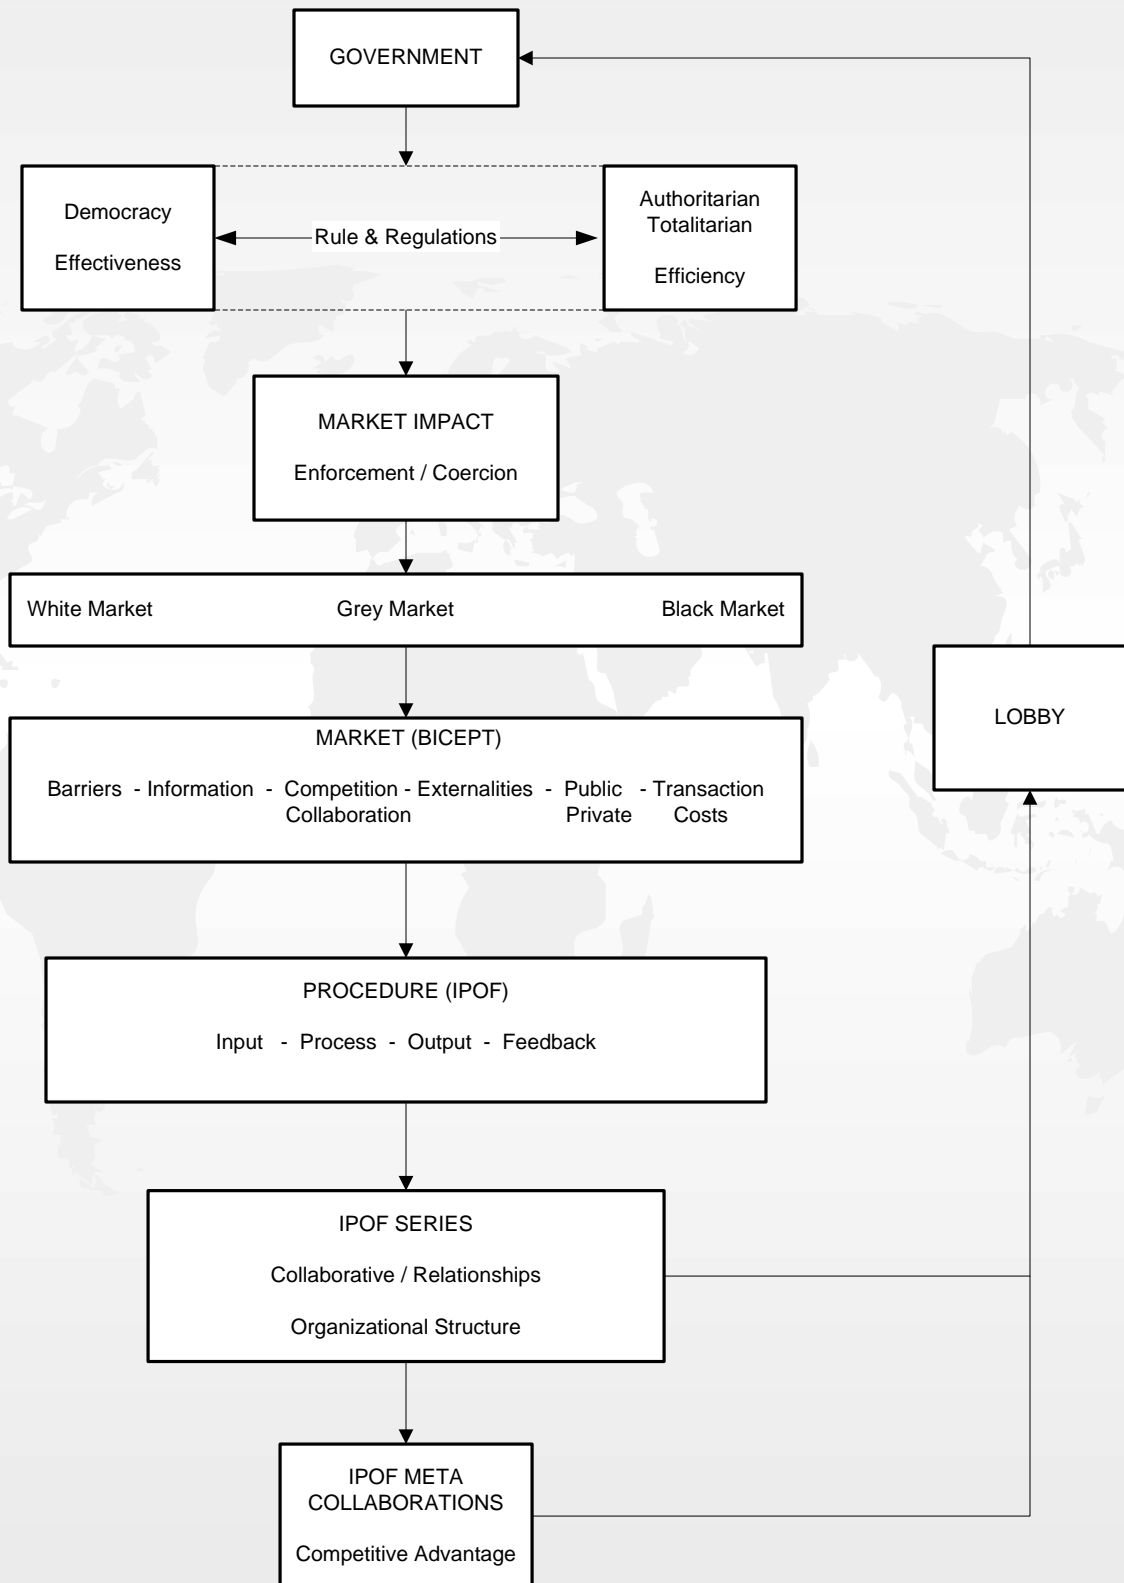 GOVERNMENT
Democracy
Effectiveness
Rule & Regulations
Authoritarian
Totalitarian
Efficiency
MARKET IMPACT
Enforcement / Coercion
White Market Grey Market Black Market
LOBBY
MARKET (BICEPT)
Barriers - Information - Competition - Externalities - Public - Transaction
Collaboration Private Costs
PROCEDURE (IPOF)
Input - Process - Output - Feedback
IPOF SERIES
Collaborative / Relationships
Organizational Structure
IPOF META
COLLABORATIONS
Competitive Advantage